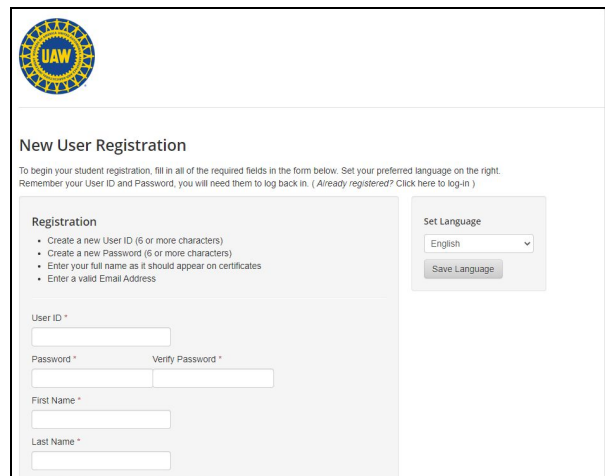 UAW
New User Registration
To begin your student registration, fill in all of the required fields in the form below. Set your preferred language on the right.
Remember your User ID and Password, you will need them to log back in. ( Already registered? Click here to log-in )
Registration
• Create a new User ID (6 or more characters)
• Create a new Password (6 or more characters)
• Enter your full name as it should appear on certificates
• Enter a valid Email Address
User ID *
Password * Verify Password *
First Name *
Last Name *
Set Language
English
Save Language